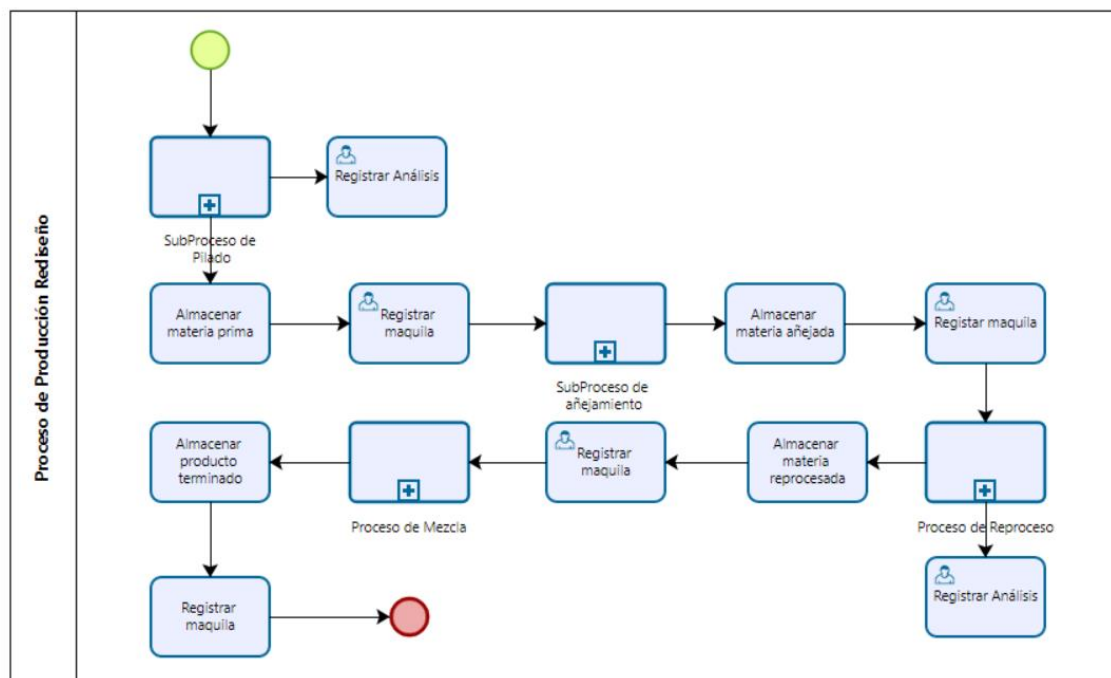 Proceso de Producción Rediseño
Registrar Análisis
SubProceso de
Pilado
Almacenar
materia prima
Registrar
maquila
SubProceso de
añejamiento
Almacenar
materia añejada
Registar maquila
Almacenar
producto
terminado
Proceso de Mezcla
Registrar
maquila
Almacenar
materia
reprocesada
Proceso de Reproceso
Registrar
maquila
Registrar Análisis